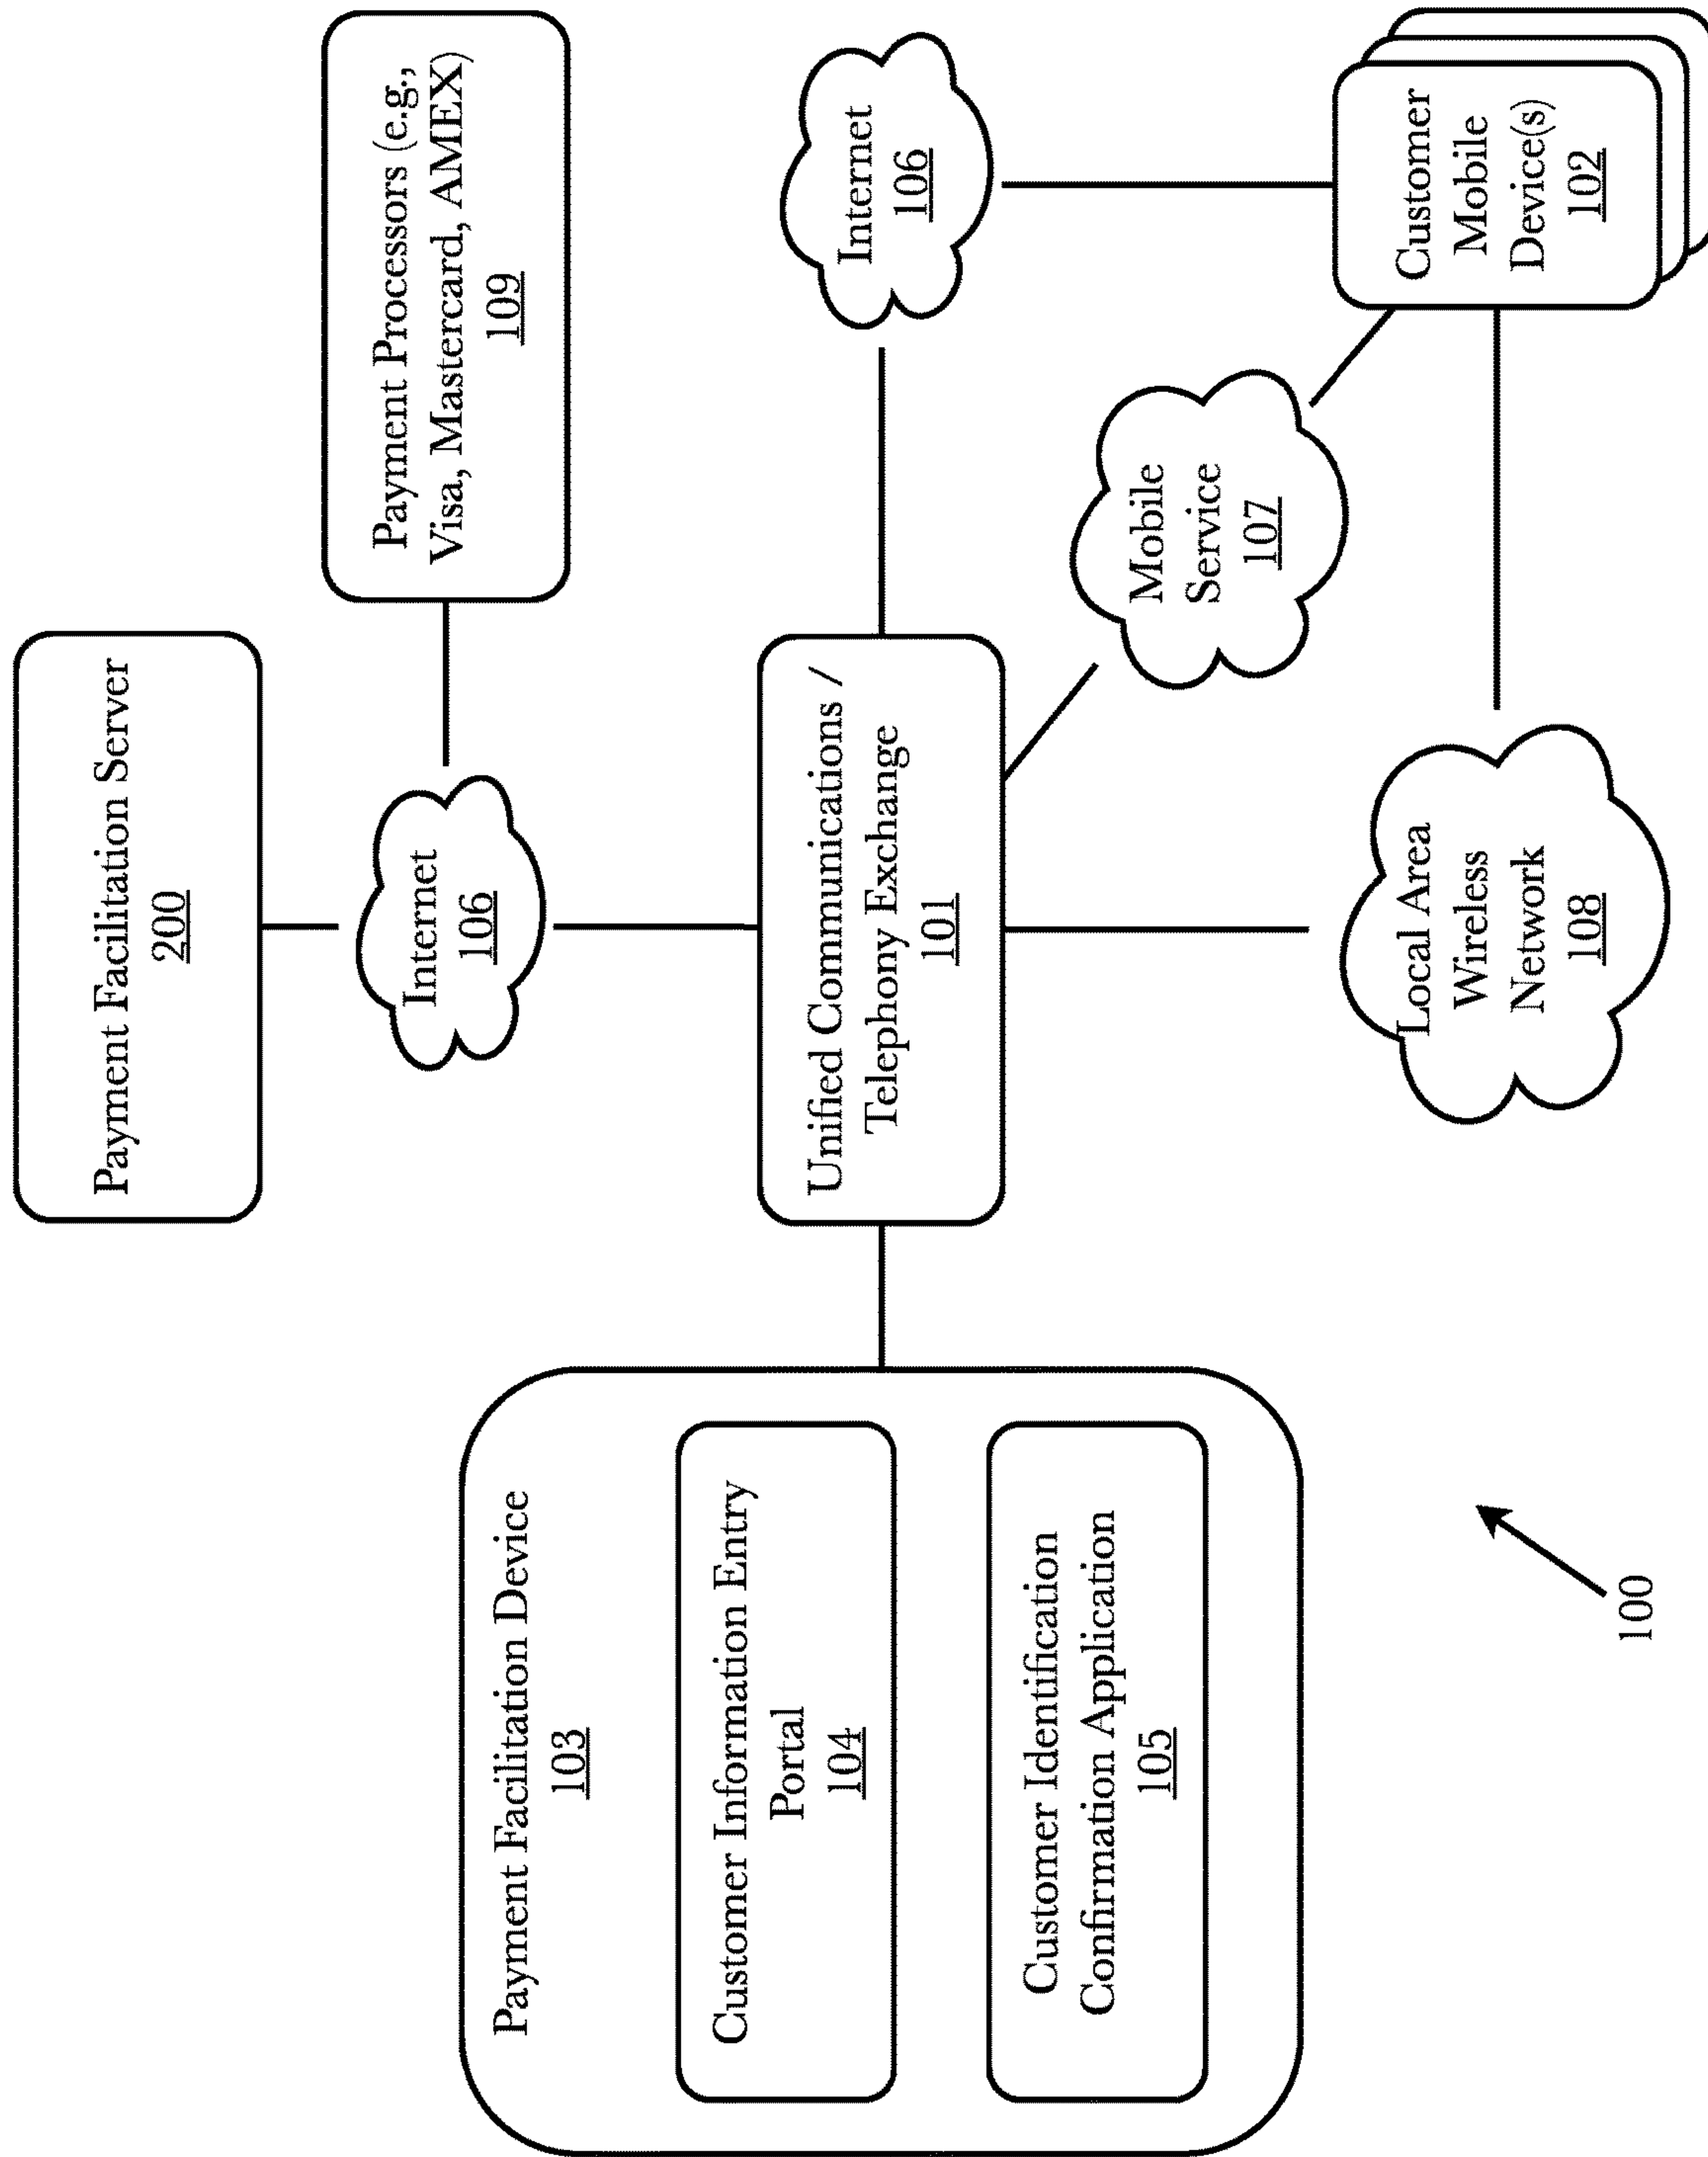 Payment Facilitation Device
103
Customer Information Entry
Portal
104
Customer Identification
Confirmation Application
105
100
Payment Facilitation Server
200
Internet
106
Unified Communications /
Telephony Exchange
101
Local Area
Wireless
Network
108
Payment Processors (e.g.,
Visa, Mastercard, AMEX)
109
Internet
106
Mobile
Service
107
Customer
Mobile
Device(s)
102